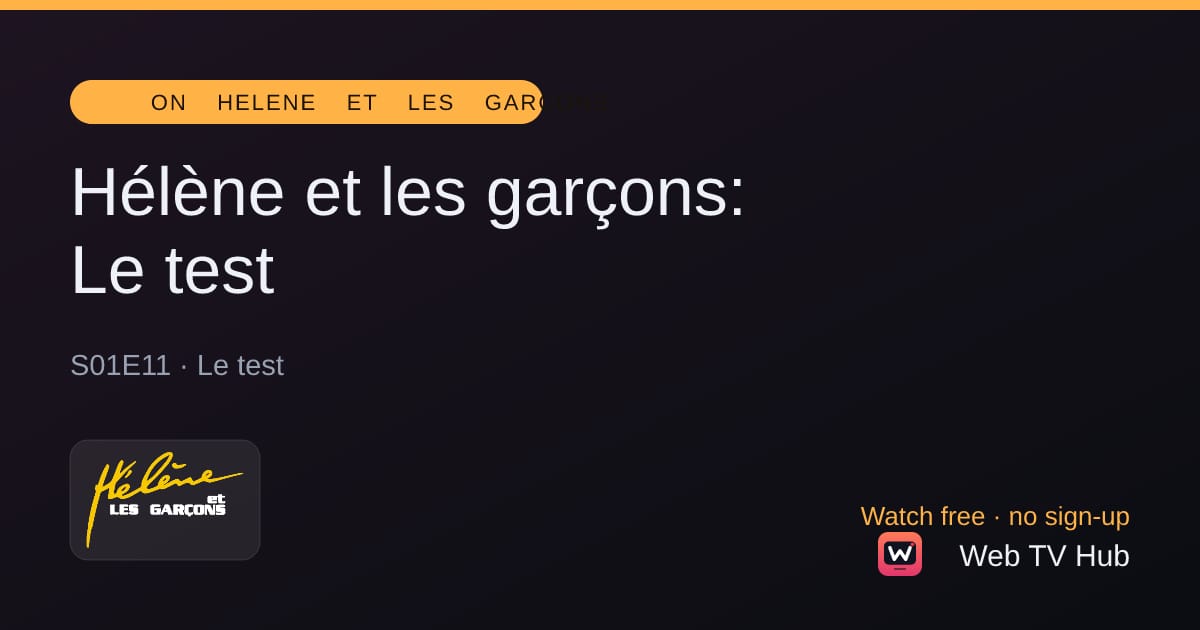 ON HELENE ET LES GARÇONS
Hélène et les garçons:
Le test
S01E11 · Le test
Hélène
et
LES GARÇONS
Watch free · no sign-up
W
Web TV Hub